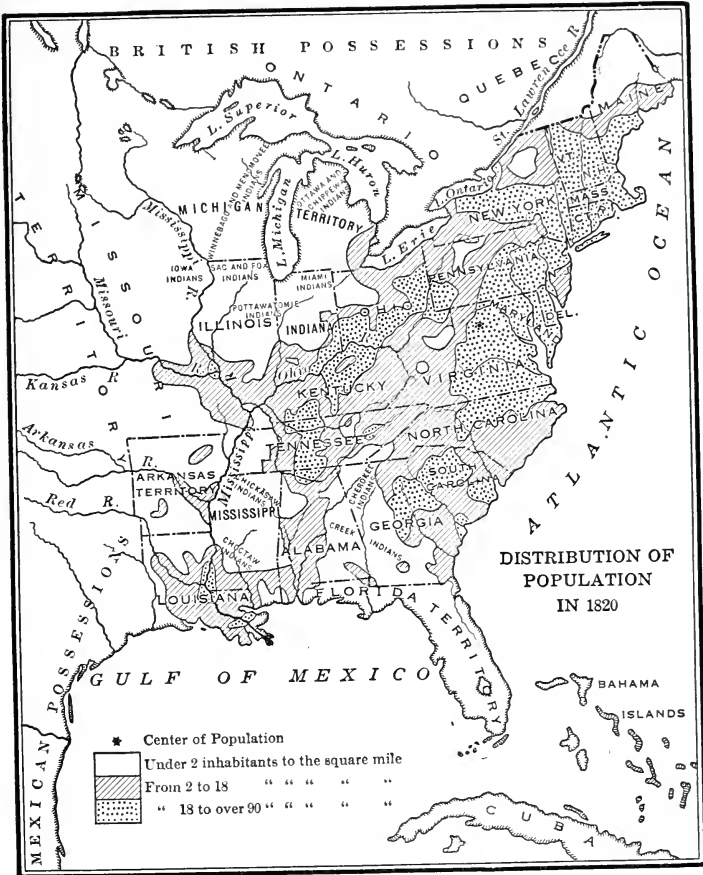 BRITISH POSSESSIONS
ONTARIO
QUEBEC
St. Lawrence R.
MAINE
L. Superior
L. Huron
L. Michigan
L. Ontario
L. Erie
VT.
N.H.
MASS.
CT.
R.I.
NEW YORK
MICHIGAN
TERRITORY
WINNEBAGO AND MENOMONEE
INDIANS
OTTAWA AND
CHIPPEWA
INDIANS
Mississippi
R.
IOWA
INDIANS
SAC AND FOX
INDIANS
MIAMI
INDIANS
POTTAWATOMIE
INDIANS
ILLINOIS
INDIANA
OHIO
PENNSYLVANIA
MARYLAND
DEL.
MISSOURI
TERRITORY
Missouri
R.
Kansas R
Ohio
KENTUCKY
VIRGINIA
*
TENNESSEE
NORTH CAROLINA
SOUTH
CAROLINA
Arkansas
R.
ARKANSAS
TERRITORY
Red R.
Mississippi
CHICKASAW
INDIANS
MISSISSIPPI
CHOCTAW
INDIANS
ALABAMA
CHEROKEE
INDIANS
CREEK
INDIANS
GEORGIA
LOUISIANA
FLORIDA
TERRITORY
ATLANTIC OCEAN
DISTRIBUTION OF
POPULATION
IN 1820
GULF OF MEXICO
MEXICAN POSSESSIONS
BAHAMA
ISLANDS
CUBA
* Center of Population
Under 2 inhabitants to the square mile
From 2 to 18 " " " " "
" 18 to over 90 " " " " "